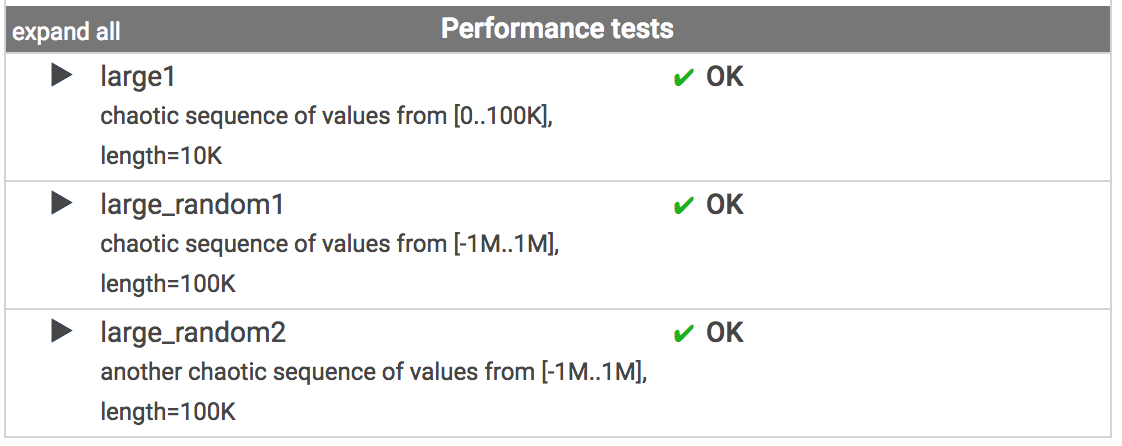 expand all Performance tests
▶ large1 ✔ OK
chaotic sequence of values from [0..100K],
length=10K
▶ large_random1 ✔ OK
chaotic sequence of values from [-1M..1M],
length=100K
▶ large_random2 ✔ OK
another chaotic sequence of values from [-1M..1M],
length=100K